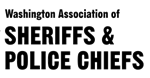 Washington Association of
SHERIFFS &
POLICE CHIEFS